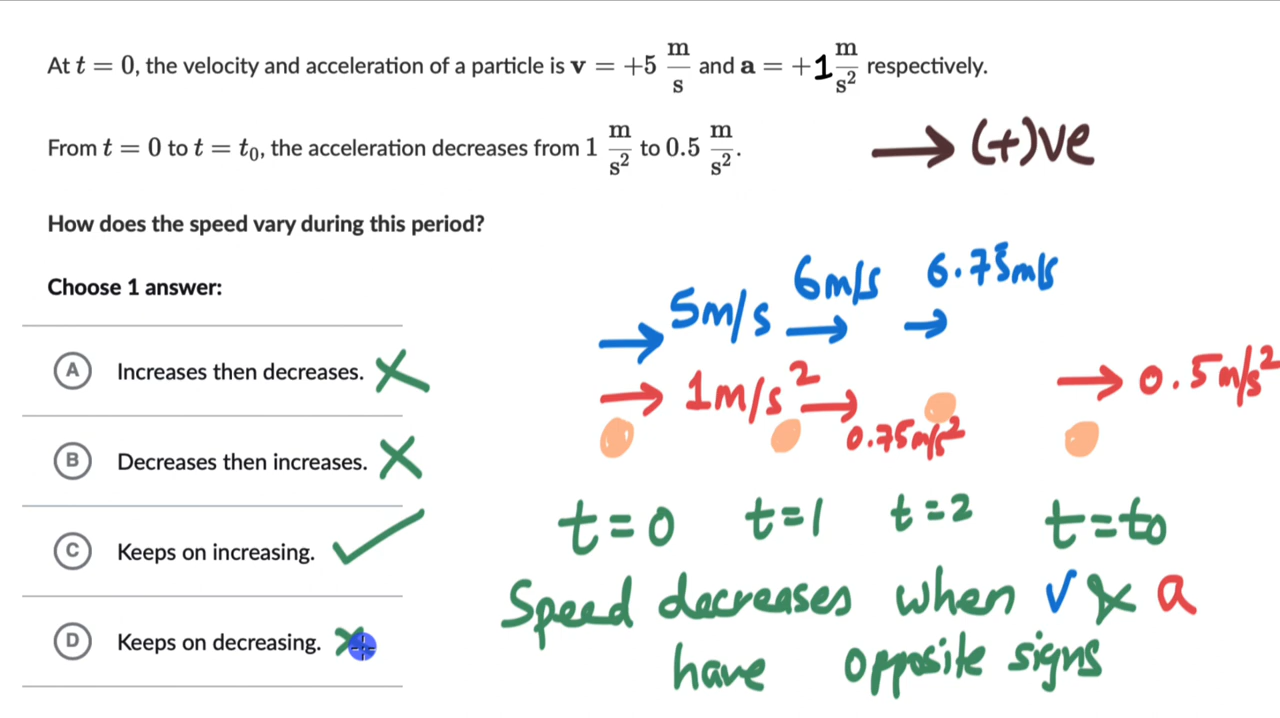 At t = 0, the velocity and acceleration of a particle is v = +5 m/s and a = +1 m/s² respectively.
From t = 0 to t = t₀, the acceleration decreases from 1 m/s² to 0.5 m/s².
→ (+)ve
How does the speed vary during this period?
Choose 1 answer:
→ 5m/s → 6m/s → 6.75m/s
→ 1m/s² → 0.75m/s² → 0.5m/s²
A Increases then decreases.
B Decreases then increases.
C Keeps on increasing.
D Keeps on decreasing.
t=0 t=1 t=2 t=to
Speed decreases when v & a
have opposite signs